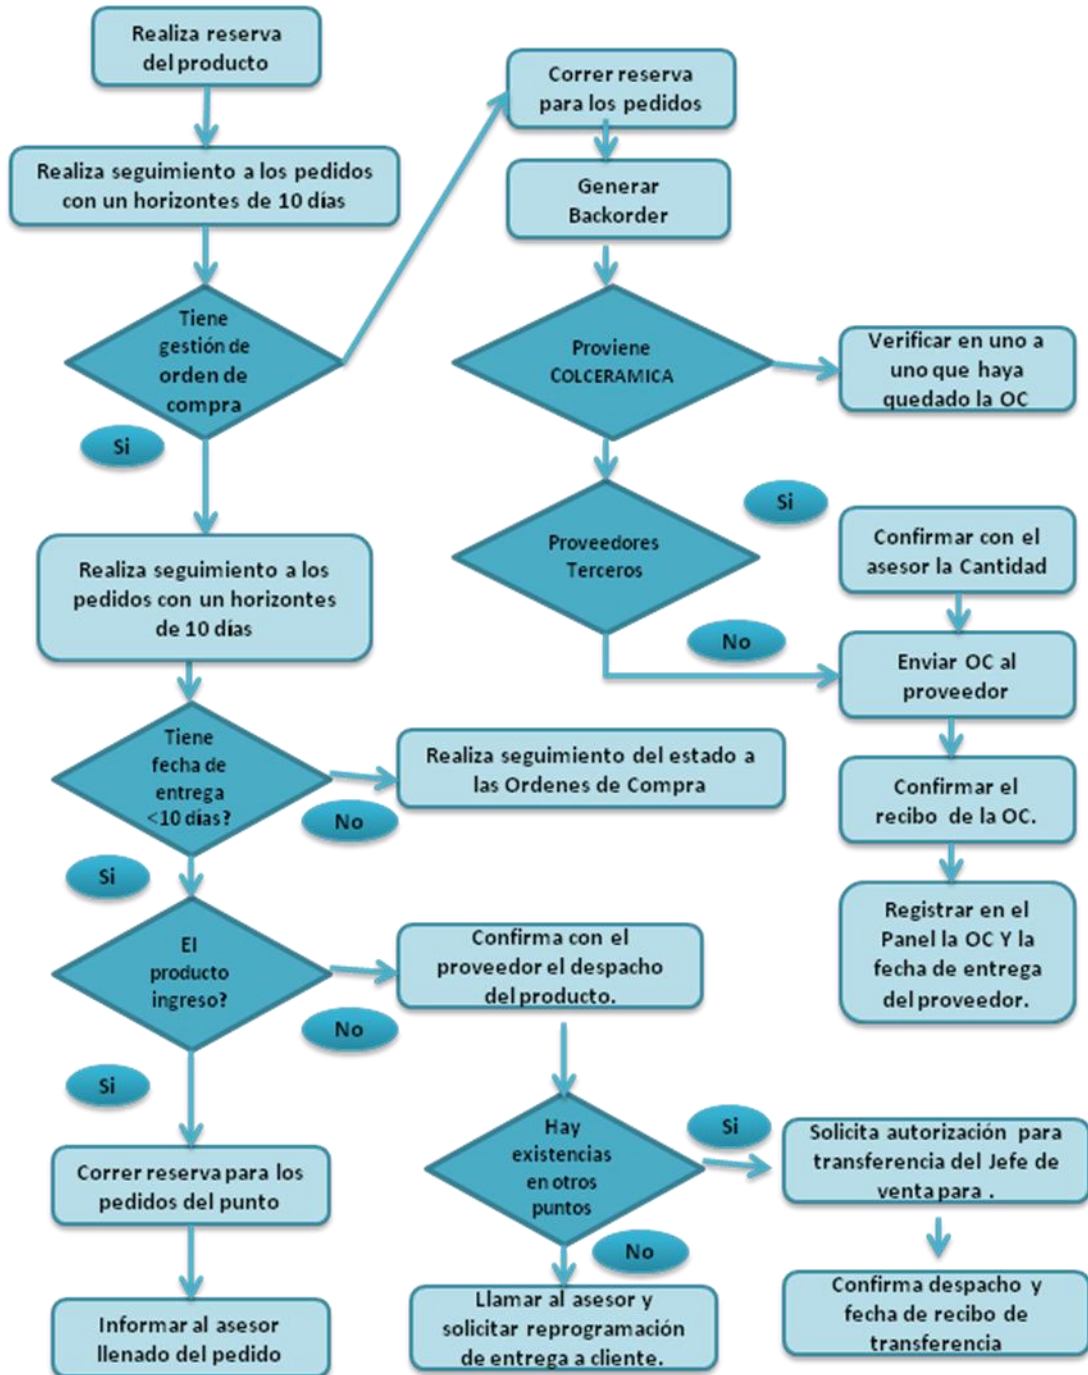 Realiza reserva
del producto
Realiza seguimiento a los pedidos
con un horizontes de 10 días
Tiene
gestión de
orden de
compra
Si
Realiza seguimiento a los
pedidos con un horizontes
de 10 días
Tiene
fecha de
entrega
<10 días?
No
Realiza seguimiento del estado a
las Ordenes de Compra
Si
El
producto
ingreso?
No
Confirma con el
proveedor el despacho
del producto.
Si
Correr reserva para los
pedidos del punto
Informar al asesor
llenado del pedido
Hay
existencias
en otros
puntos
Si
Solicita autorización para
transferencia del Jefe de
venta para .
Confirma despacho y
fecha de recibo de
transferencia
No
Llamar al asesor y
solicitar reprogramación
de entrega a cliente.
Correr reserva
para los pedidos
Generar
Backorder
Proviene
COLCERAMICA
Verificar en uno a
uno que haya
quedado la OC
Proveedores
Terceros
Si
Confirmar con el
asesor la Cantidad
No
Enviar OC al
proveedor
Confirmar el
recibo de la OC.
Registrar en el
Panel la OC Y la
fecha de entrega
del proveedor.